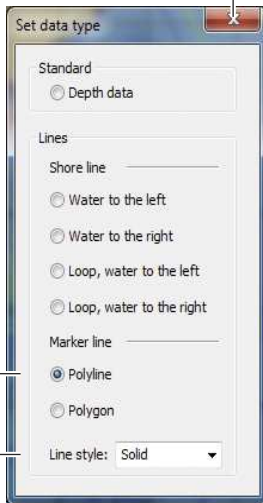 Set data type
Standard
Depth data
Lines
Shore line
Water to the left
Water to the right
Loop, water to the left
Loop, water to the right
Marker line
Polyline
Polygon
Line style: Solid